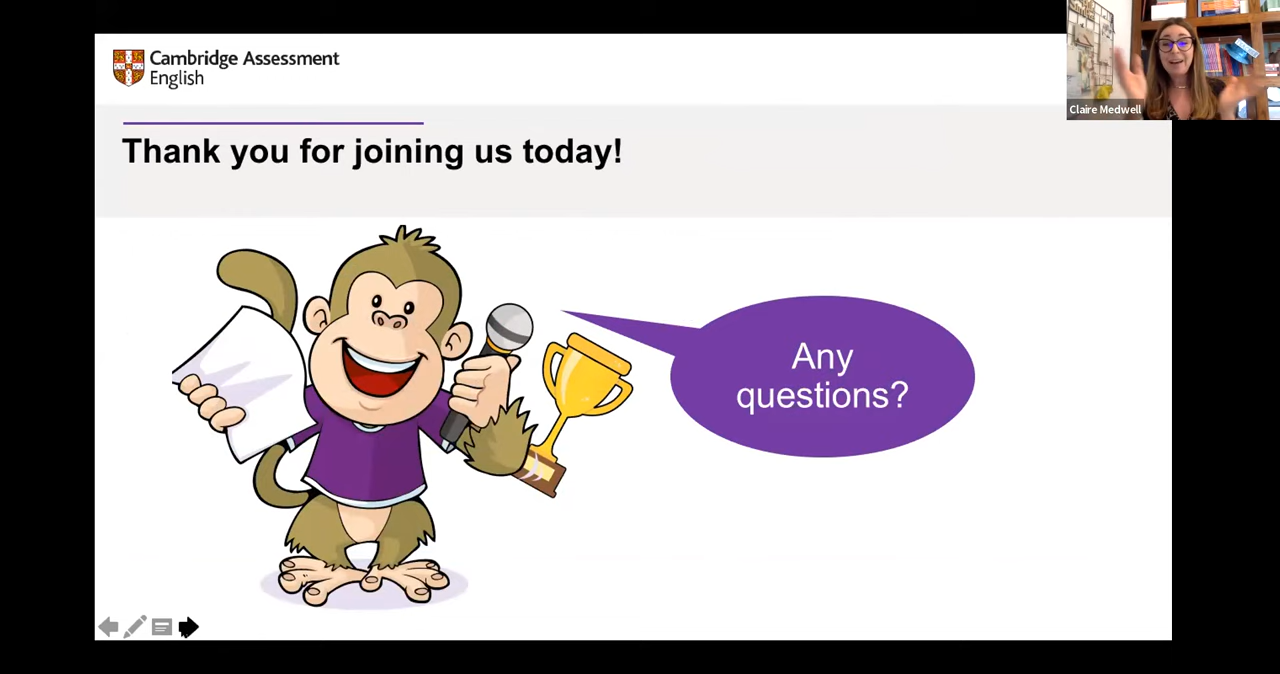 Cambridge Assessment
English
Claire Medwell
Thank you for joining us today!
Any
questions?